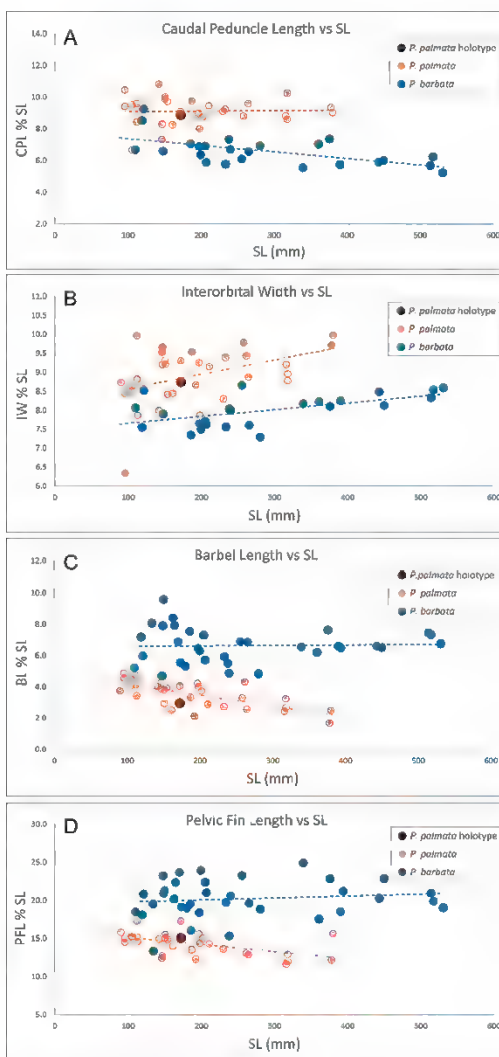 A
Caudal Peduncle Length vs SL
14.0
12.0
10.0
8.0
6.0
4.0
2.0
CPL % SL
P. palmata holotype
P. palmata
P. barbata
0 100 200 300 400 500 600
SL (mm)
B
Interorbital Width vs SL
11.0
10.5
10.0
9.5
9.0
8.5
8.0
7.5
7.0
6.5
6.0
IW % SL
P. palmata holotype
P. palmata
P. barbata
0 100 200 300 400 500 600
SL (mm)
C
Barbel Length vs SL
12.0
10.0
8.0
6.0
4.0
2.0
0.0
BL % SL
P.palmata holotype
P. palmata
P. barbata
0 100 200 300 400 500 600
SL (mm)
D
Pelvic Fin Length vs SL
30.0
25.0
20.0
15.0
10.0
5.0
PFL % SL
P. palmata holotype
P. palmata
P. barbata
0 100 200 300 400 500 600
SL (mm)